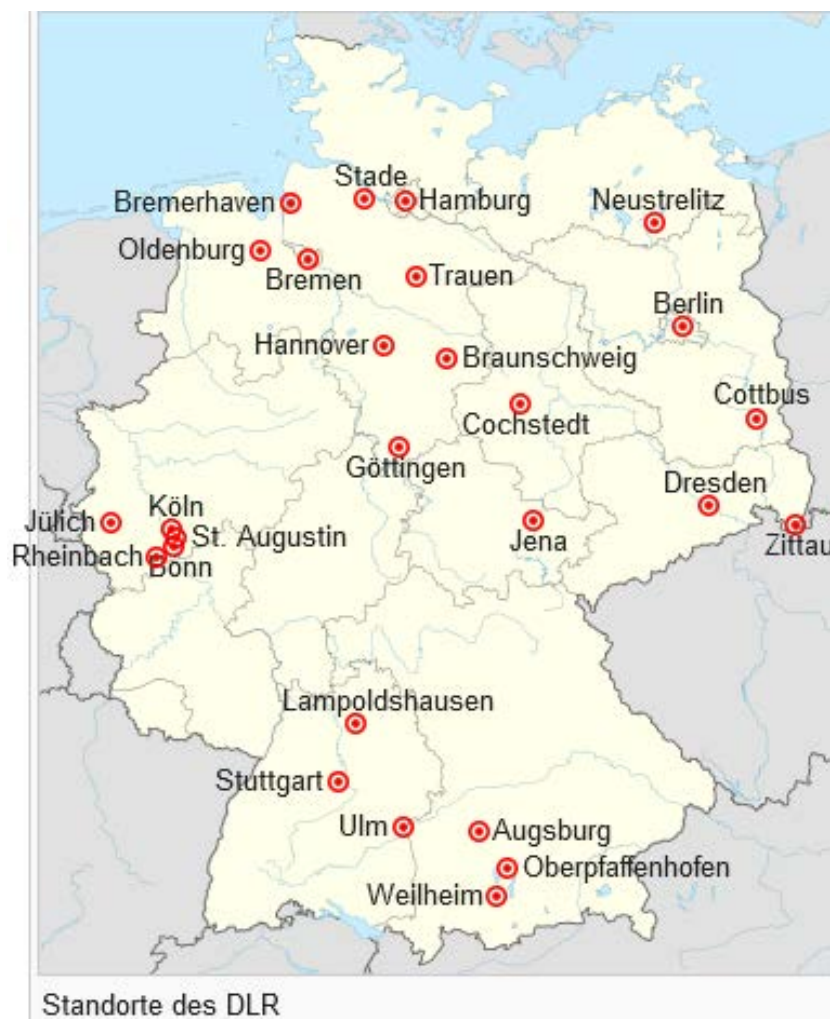 Stade
Bremerhaven
Hamburg
Neustrelitz
Oldenburg
Bremen
Trauen
Berlin
Hannover
Braunschweig
Cottbus
Cochstedt
Göttingen
Dresden
Köln
Jülich
St. Augustin
Jena
Zittau
Rheinbach
Bonn
Lampoldshausen
Stuttgart
Ulm
Augsburg
Oberpfaffenhofen
Weilheim
Standorte des DLR